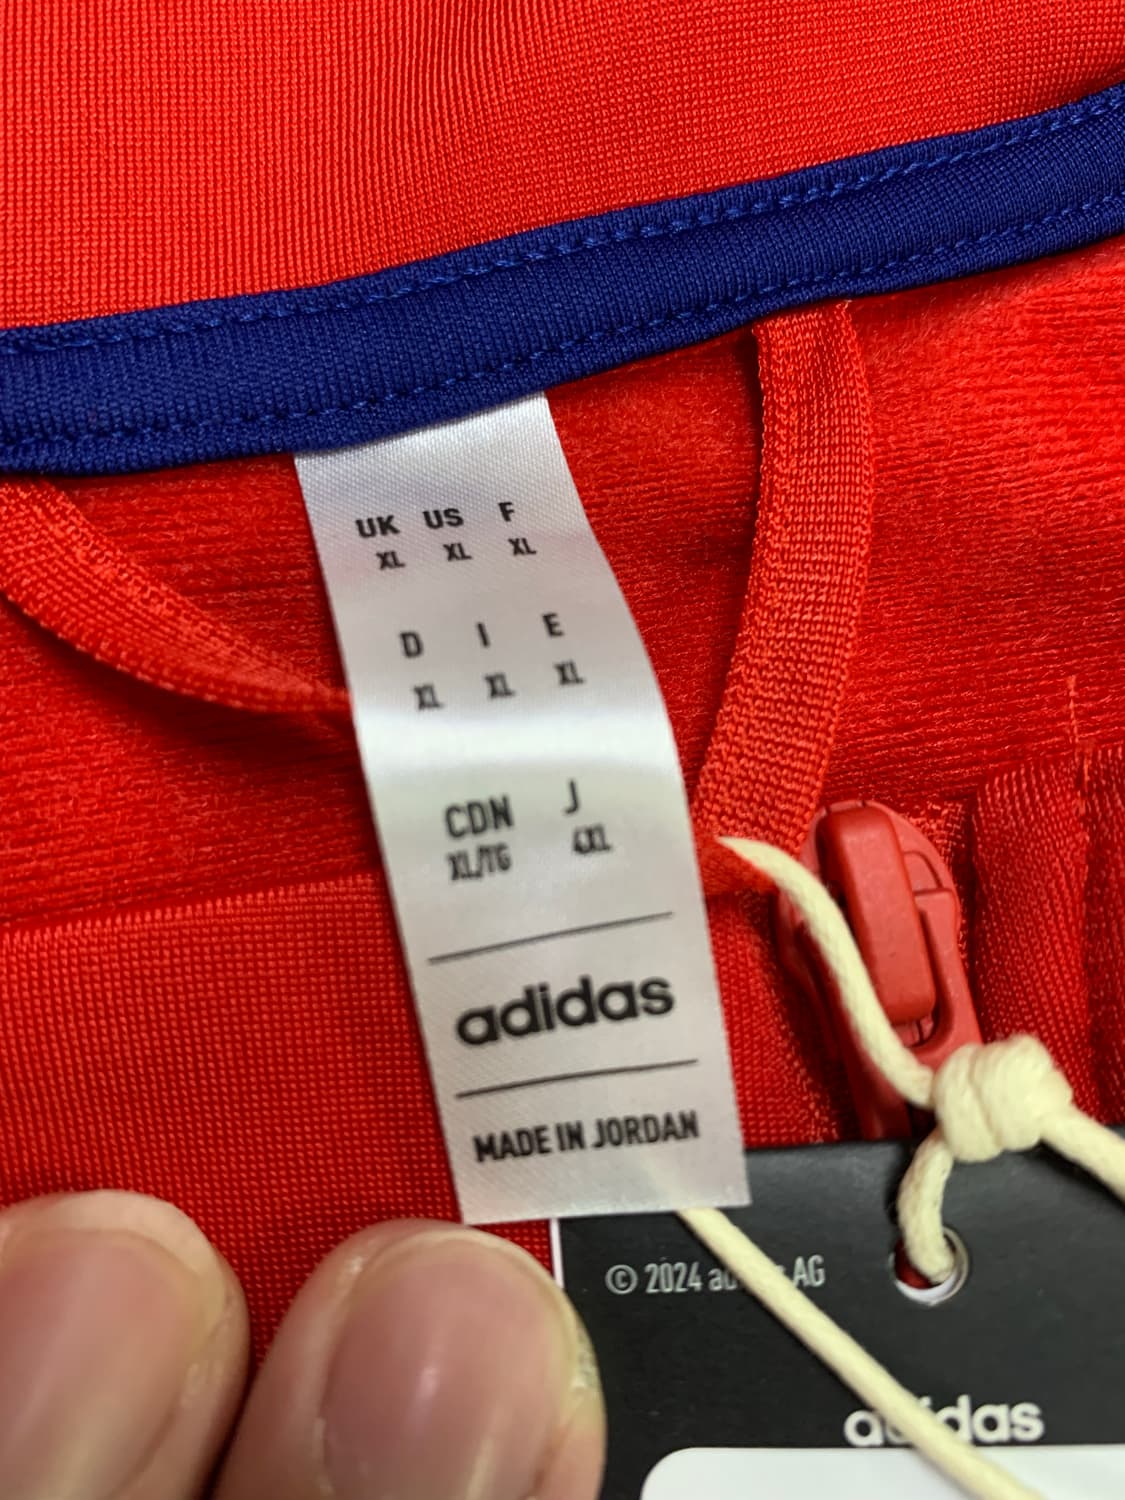 UK US F
XL XL XL
D I E
XL XL XL
CDN J
XL/TG 4XL
adidas
MADE IN JORDAN
© 2024 adidas AG
adidas